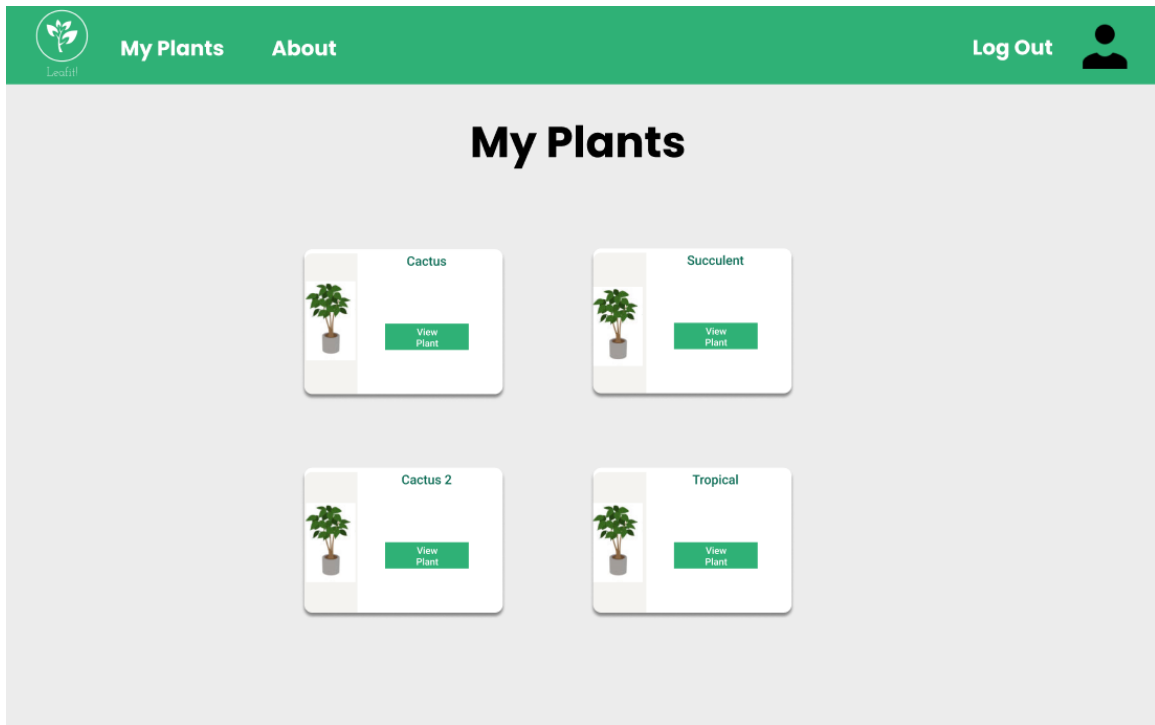 My Plants
About
Log Out
Leafit!
My Plants
Cactus
View
Plant
Succulent
View
Plant
Cactus 2
View
Plant
Tropical
View
Plant